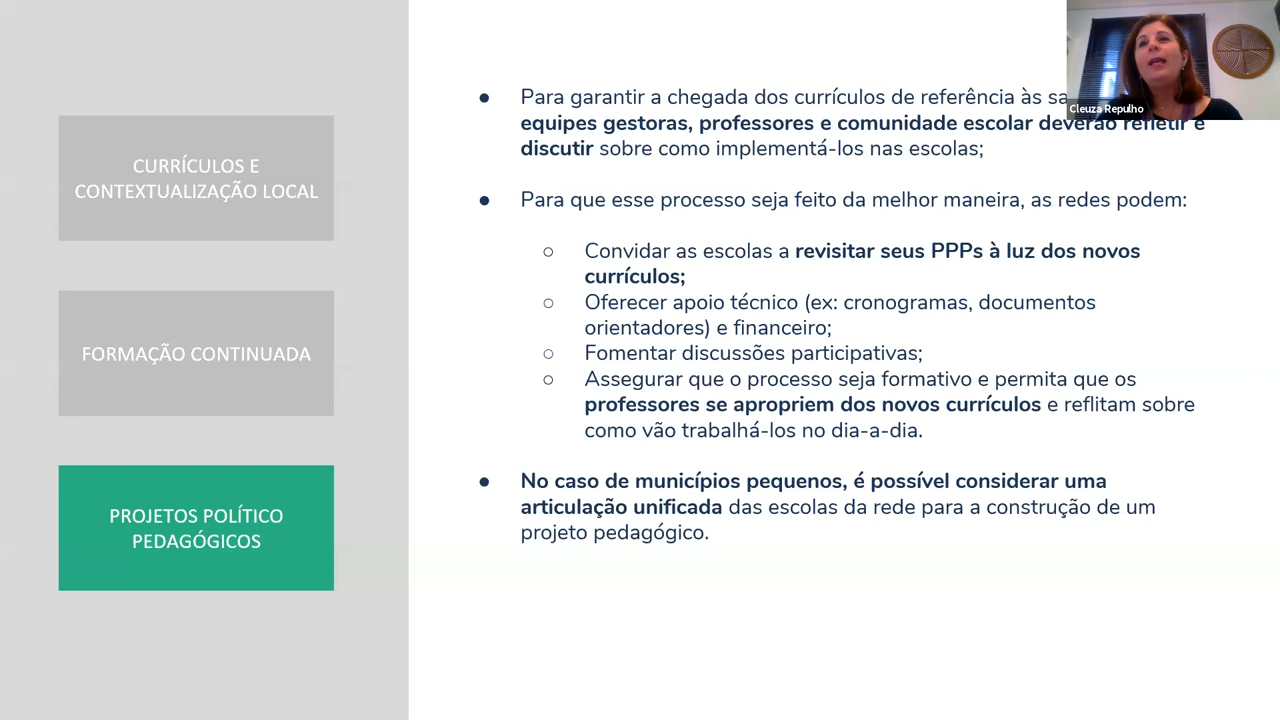 CURRÍCULOS E
CONTEXTUALIZAÇÃO LOCAL
FORMAÇÃO CONTINUADA
PROJETOS POLÍTICO
PEDAGÓGICOS
● Para garantir a chegada dos currículos de referência às
equipes gestoras, professores e comunidade escolar deverão refletir e
discutir sobre como implementá-los nas escolas;
● Para que esse processo seja feito da melhor maneira, as redes podem:
○ Convidar as escolas a revisitar seus PPPs à luz dos novos
currículos;
○ Oferecer apoio técnico (ex: cronogramas, documentos
orientadores) e financeiro;
○ Fomentar discussões participativas;
○ Assegurar que o processo seja formativo e permita que os
professores se apropriem dos novos currículos e reflitam sobre
como vão trabalhá-los no dia-a-dia.
● No caso de municípios pequenos, é possível considerar uma
articulação unificada das escolas da rede para a construção de um
projeto pedagógico.
Cleuza Repulho